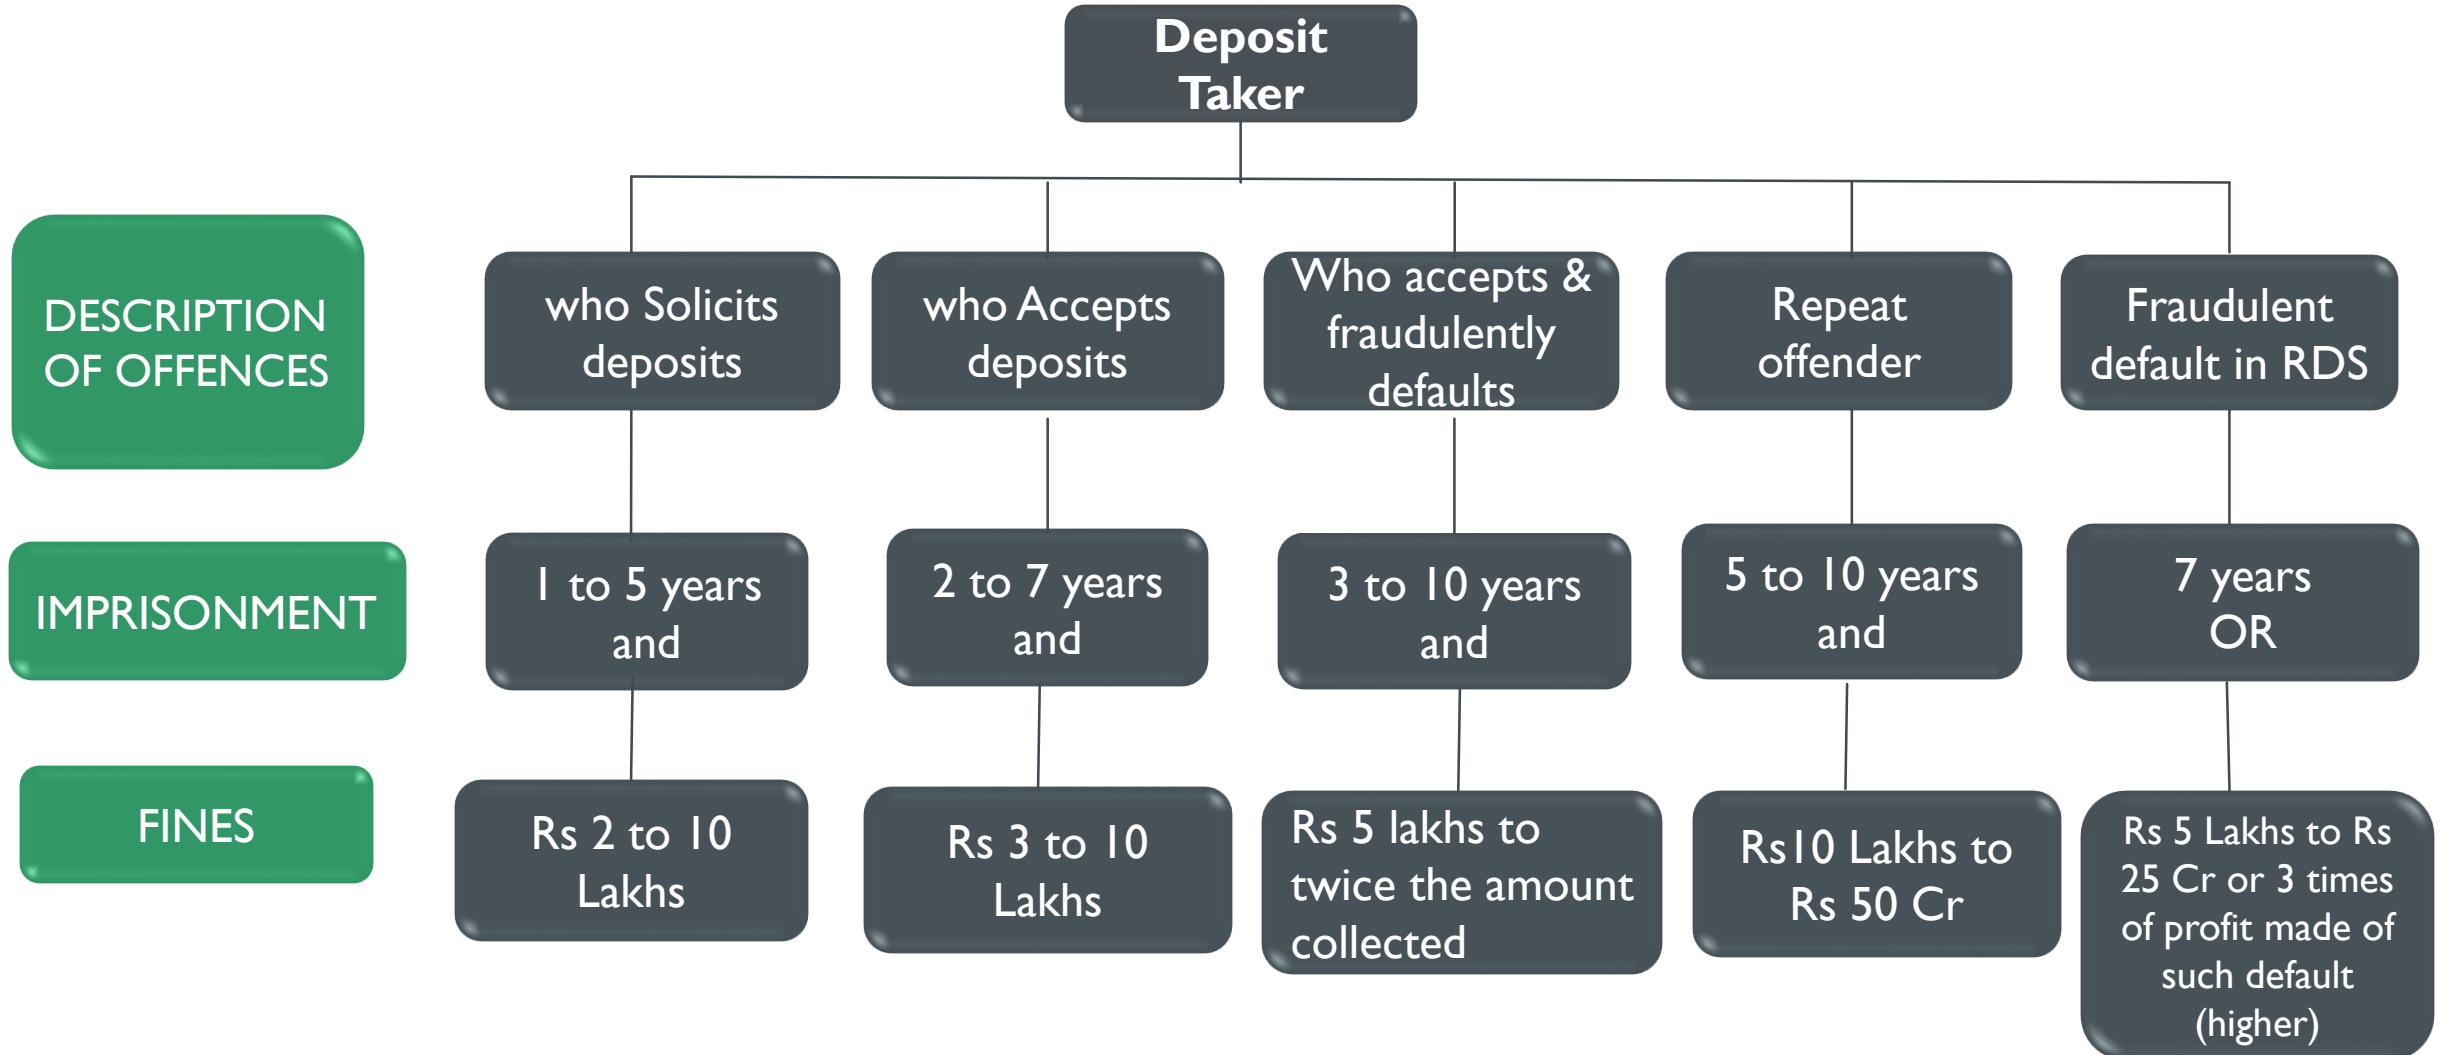 Deposit
Taker
DESCRIPTION
OF OFFENCES
who Solicits
deposits
who Accepts
deposits
Who accepts &
fraudulently
defaults
Repeat
offender
Fraudulent
default in RDS
IMPRISONMENT
1 to 5 years
and
2 to 7 years
and
3 to 10 years
and
5 to 10 years
and
7 years
OR
FINES
Rs 2 to 10
Lakhs
Rs 3 to 10
Lakhs
Rs 5 lakhs to
twice the amount
collected
Rs10 Lakhs to
Rs 50 Cr
Rs 5 Lakhs to Rs
25 Cr or 3 times
of profit made of
such default
(higher)